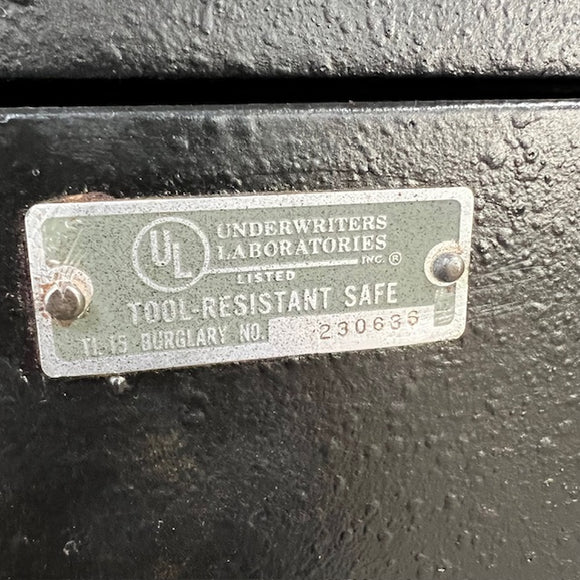 UL
UNDERWRITERS
LABORATORIES
INC. ®
LISTED
TOOL-RESISTANT SAFE
TL-15 BURGLARY NO. 230636